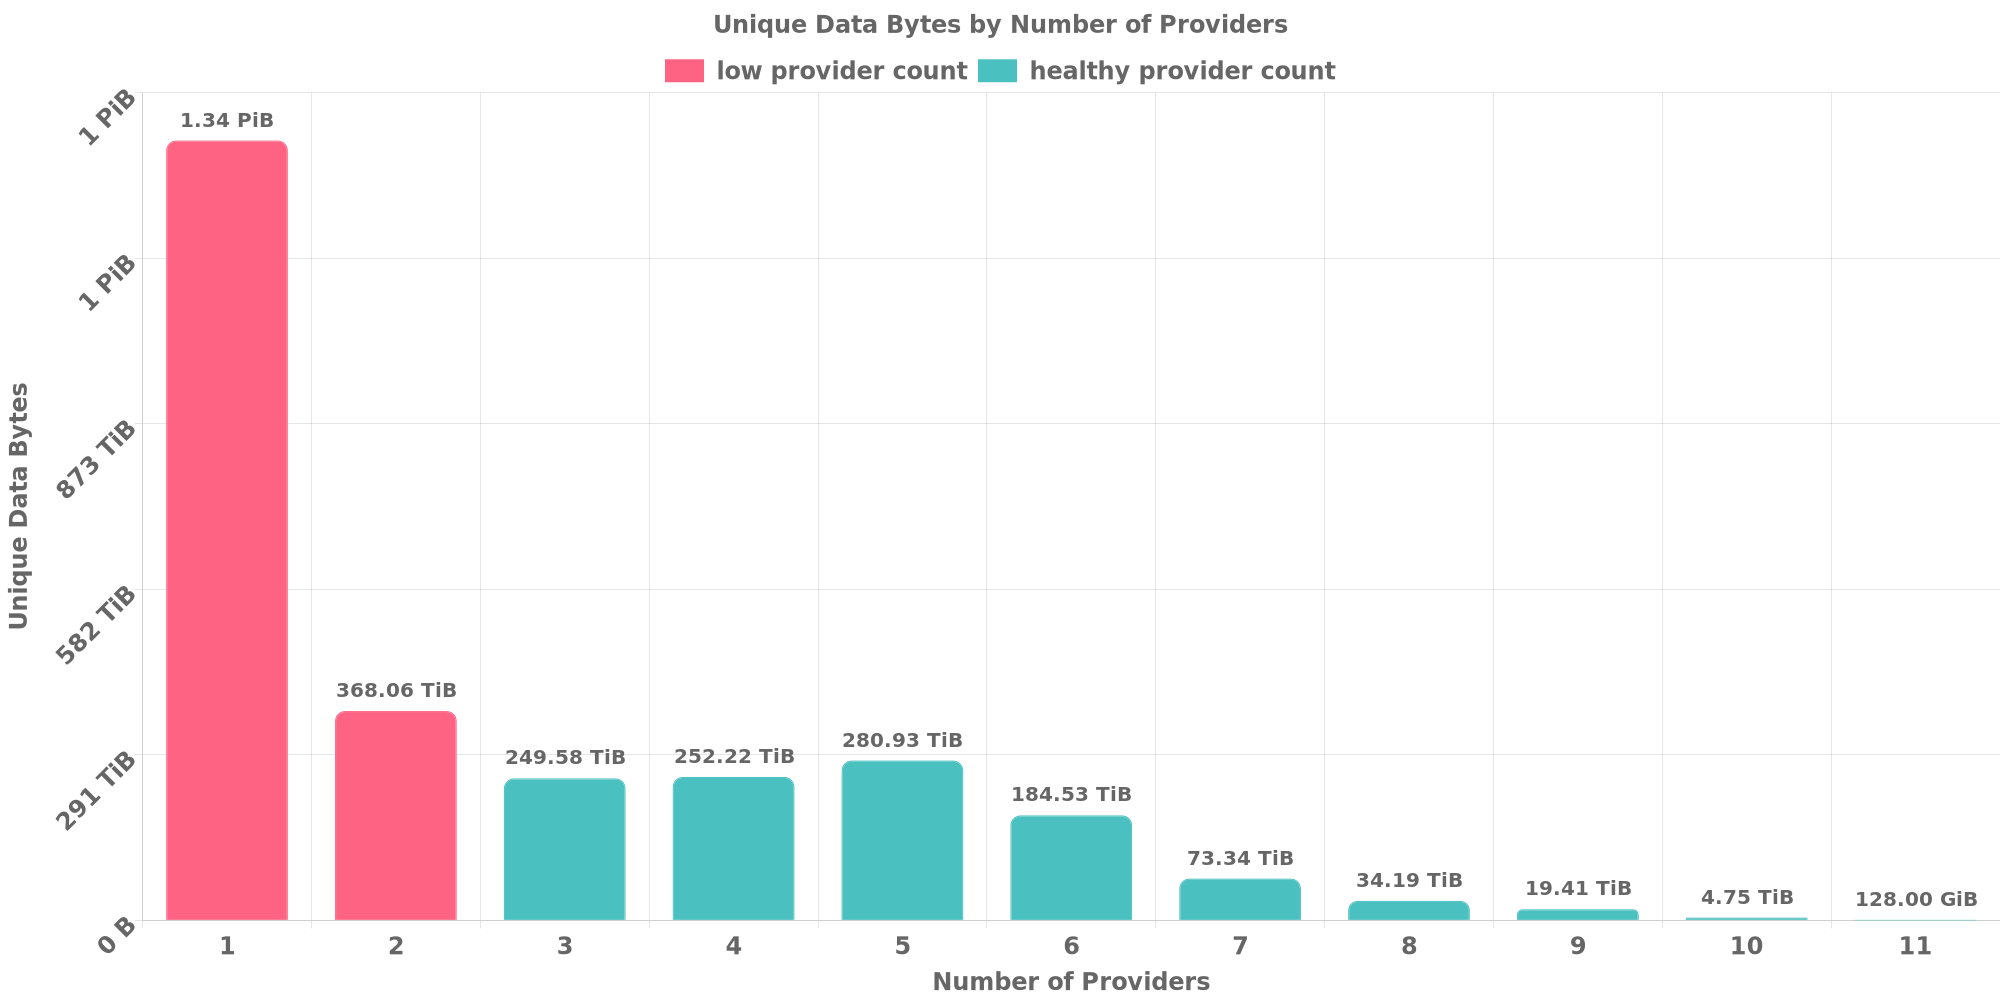 Unique Data Bytes by Number of Providers
low provider count healthy provider count
1 PiB
1 PiB
873 TiB
582 TiB
291 TiB
0 B
Unique Data Bytes
1.34 PiB
368.06 TiB
249.58 TiB
252.22 TiB
280.93 TiB
184.53 TiB
73.34 TiB
34.19 TiB
19.41 TiB
4.75 TiB
128.00 GiB
1 2 3 4 5 6 7 8 9 10 11
Number of Providers